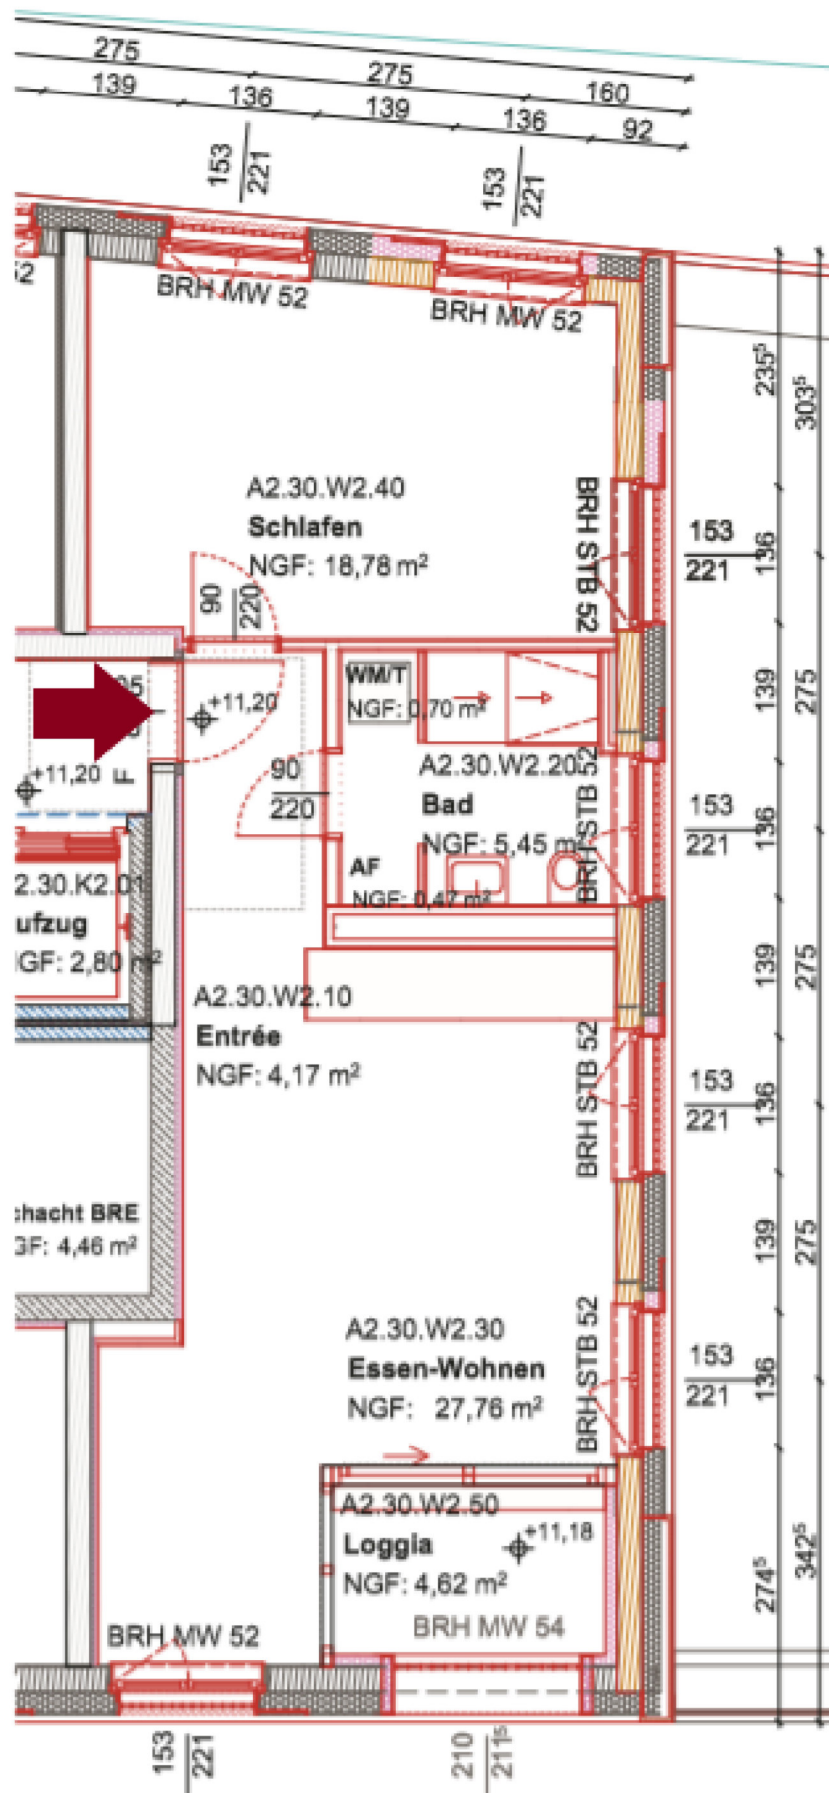 275
275
139
136
139
160
136
92
153
221
153
221
52
BRH MW 52
BRH MW 52
235⁵
303⁵
A2.30.W2.40
Schlafen
NGF: 18,78 m²
BRH STB 52
153
221
136
90
220
WM/T
NGF: 0,70 m²
+11,20
139
275
+11,20
F
90
220
A2.30.W2.20
Bad
NGF: 5,45 m
BRH STB 52
153
221
136
AF
NGF: 0,47 m²
2.30.K2.01
ufzug
GF: 2,80 m²
139
275
A2.30.W2.10
Entrée
NGF: 4,17 m²
BRH STB 52
153
221
136
chacht BRE
GF: 4,46 m²
139
275
A2.30.W2.30
Essen-Wohnen
NGF: 27,76 m²
BRH STB 52
153
221
136
A2.30.W2.50
Loggia
+11,18
NGF: 4,62 m²
BRH MW 54
274⁵
342⁵
BRH MW 52
153
221
210
211⁵